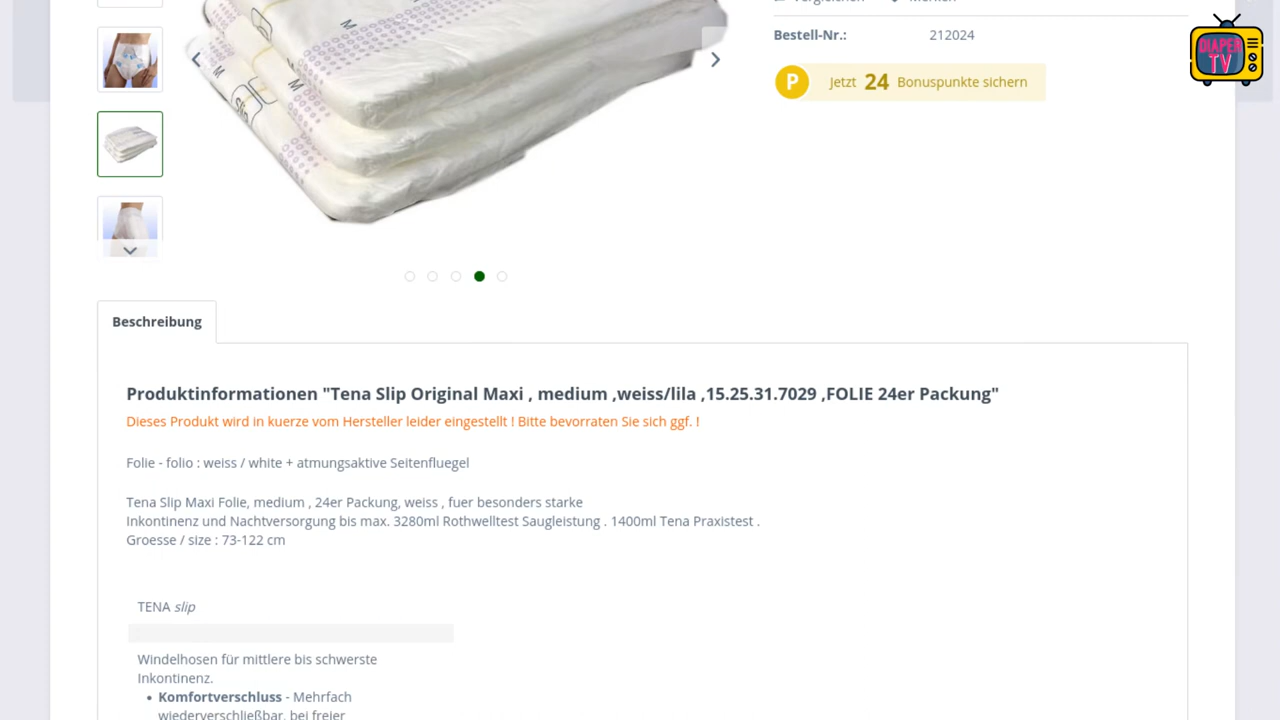 Bestell-Nr.: 212024
DIAPER
TV
P Jetzt 24 Bonuspunkte sichern
M
M
Slip
M
M
Beschreibung
Produktinformationen "Tena Slip Original Maxi , medium ,weiss/lila ,15.25.31.7029 ,FOLIE 24er Packung"
Dieses Produkt wird in kuerze vom Hersteller leider eingestellt ! Bitte bevorraten Sie sich ggf. !
Folie - folio : weiss / white + atmungsaktive Seitenfluegel
Tena Slip Maxi Folie, medium , 24er Packung, weiss , fuer besonders starke
Inkontinenz und Nachtversorgung bis max. 3280ml Rothwelltest Saugleistung . 1400ml Tena Praxistest .
Groesse / size : 73-122 cm
TENA slip
Windelhosen für mittlere bis schwerste
Inkontinenz.
• Komfortverschluss - Mehrfach
wiederverschließbar, bei freier